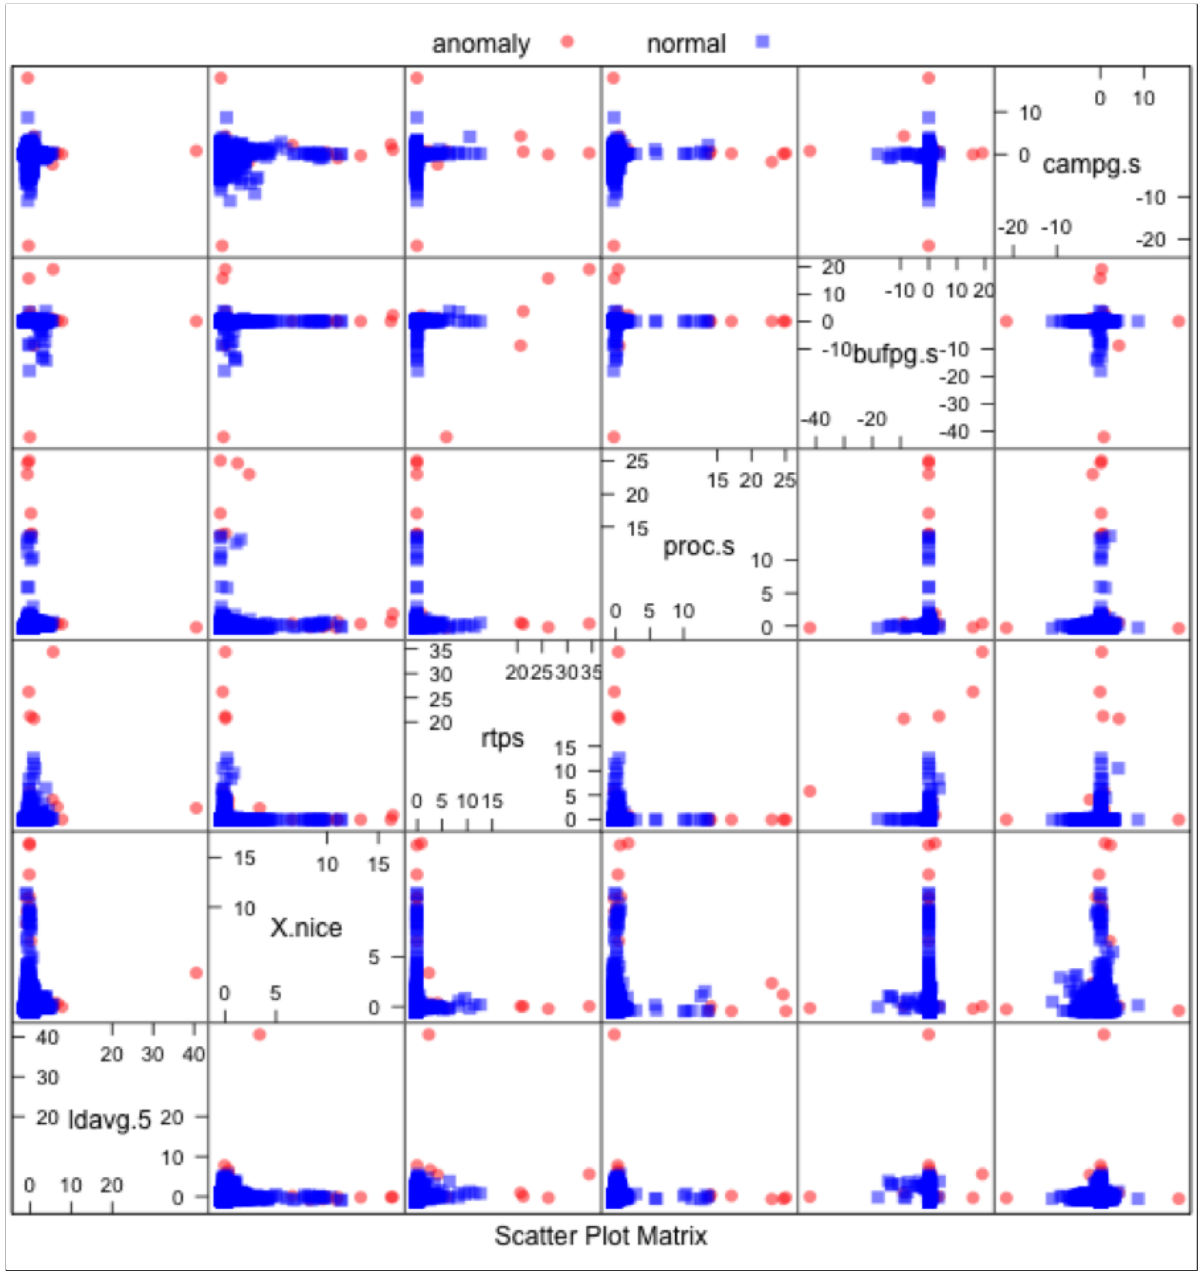 anomaly normal
0 10
10
0 campg.s
-10
-20 -10 -20
20 -10 0 10 20
10
0
-10 bufpg.s -10
-20
-40 -20 -30
-40
25 15 20 25
20
15
proc.s
10
0 5 10 5
0
35
30 20 25 30 35
25
20
rtps
15
10
0 5 10 15 5
0
15 10 15
10
X.nice
5
0 5
0
40 20 30 40
30
20 ldavg.5 20
10
0 10 20 0
Scatter Plot Matrix